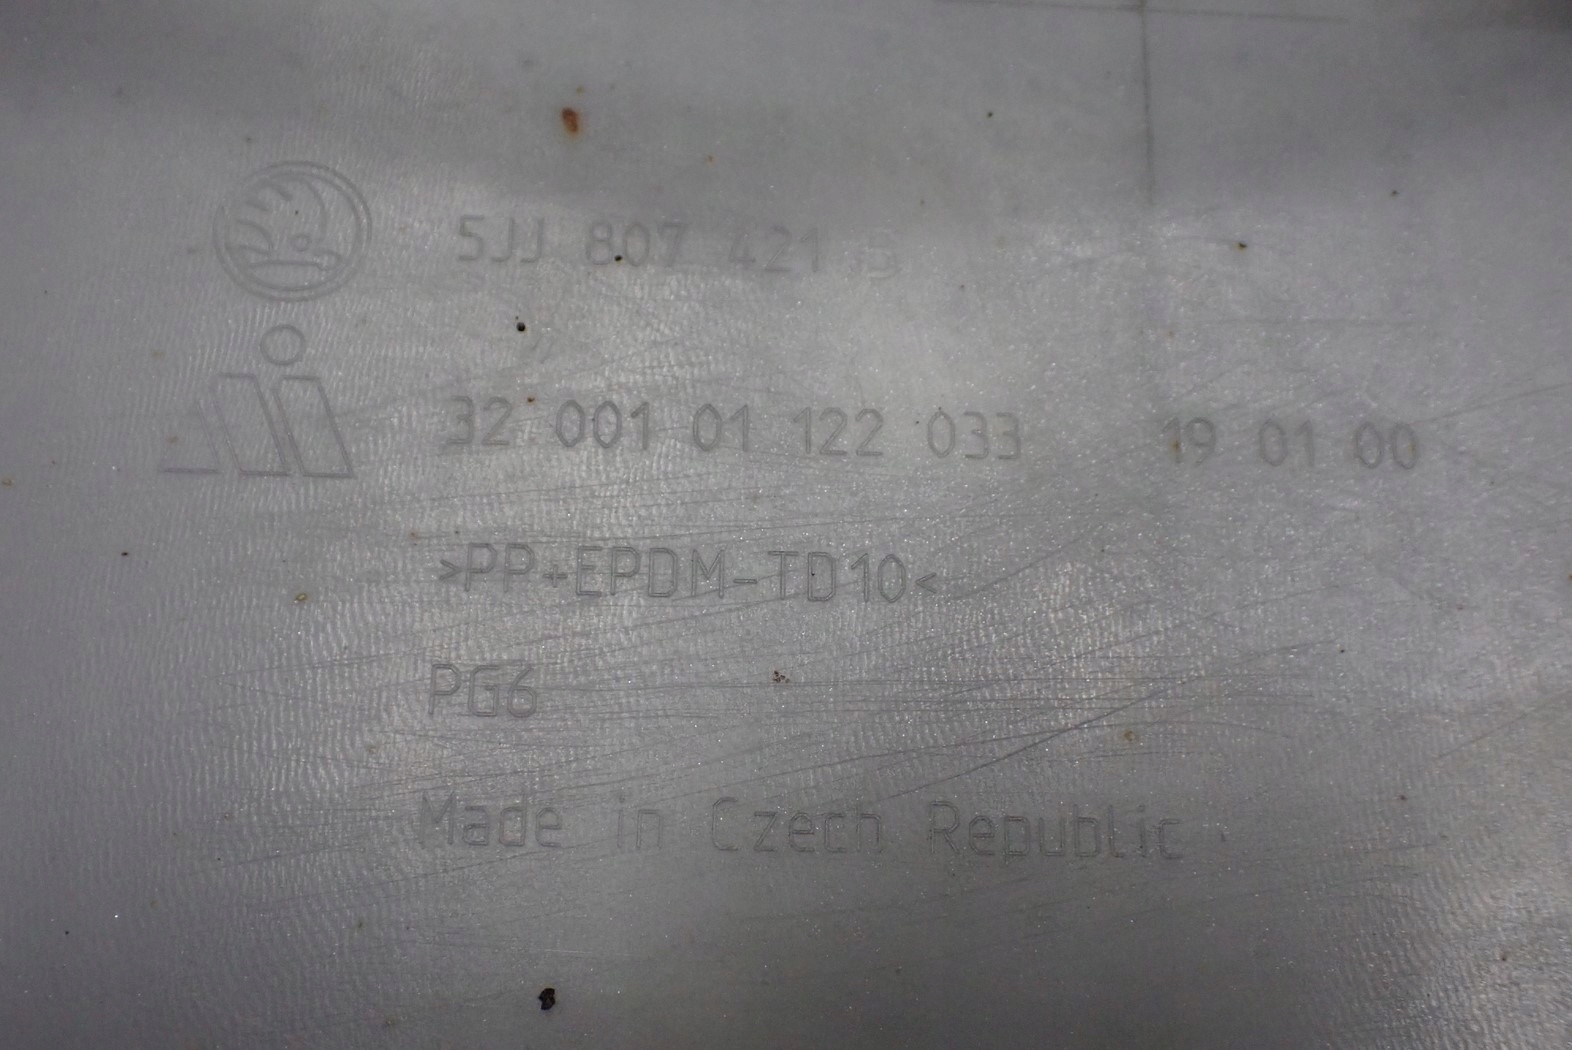 5JJ 807 421 B
32 001 01 122 033 19 01 00
>PP+EPDM-TD10<
PG6
Made in Czech Republic